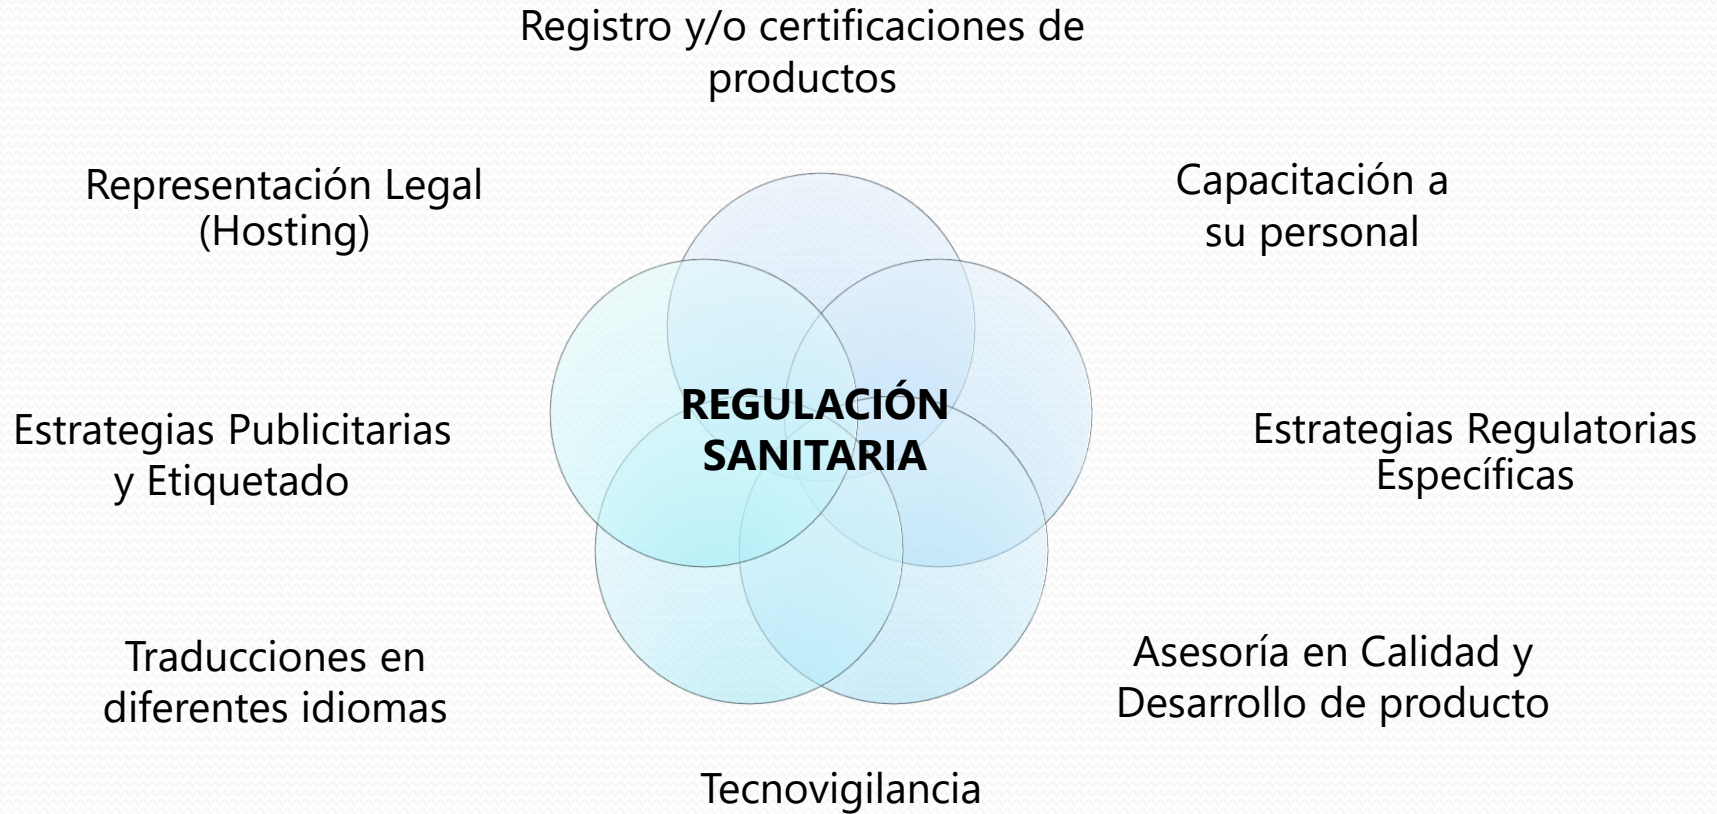 Registro y/o certificaciones de
productos
Representación Legal
(Hosting)
Capacitación a
su personal
REGULACIÓN
SANITARIA
Estrategias Publicitarias
y Etiquetado
Estrategias Regulatorias
Específicas
Traducciones en
diferentes idiomas
Asesoría en Calidad y
Desarrollo de producto
Tecnovigilancia